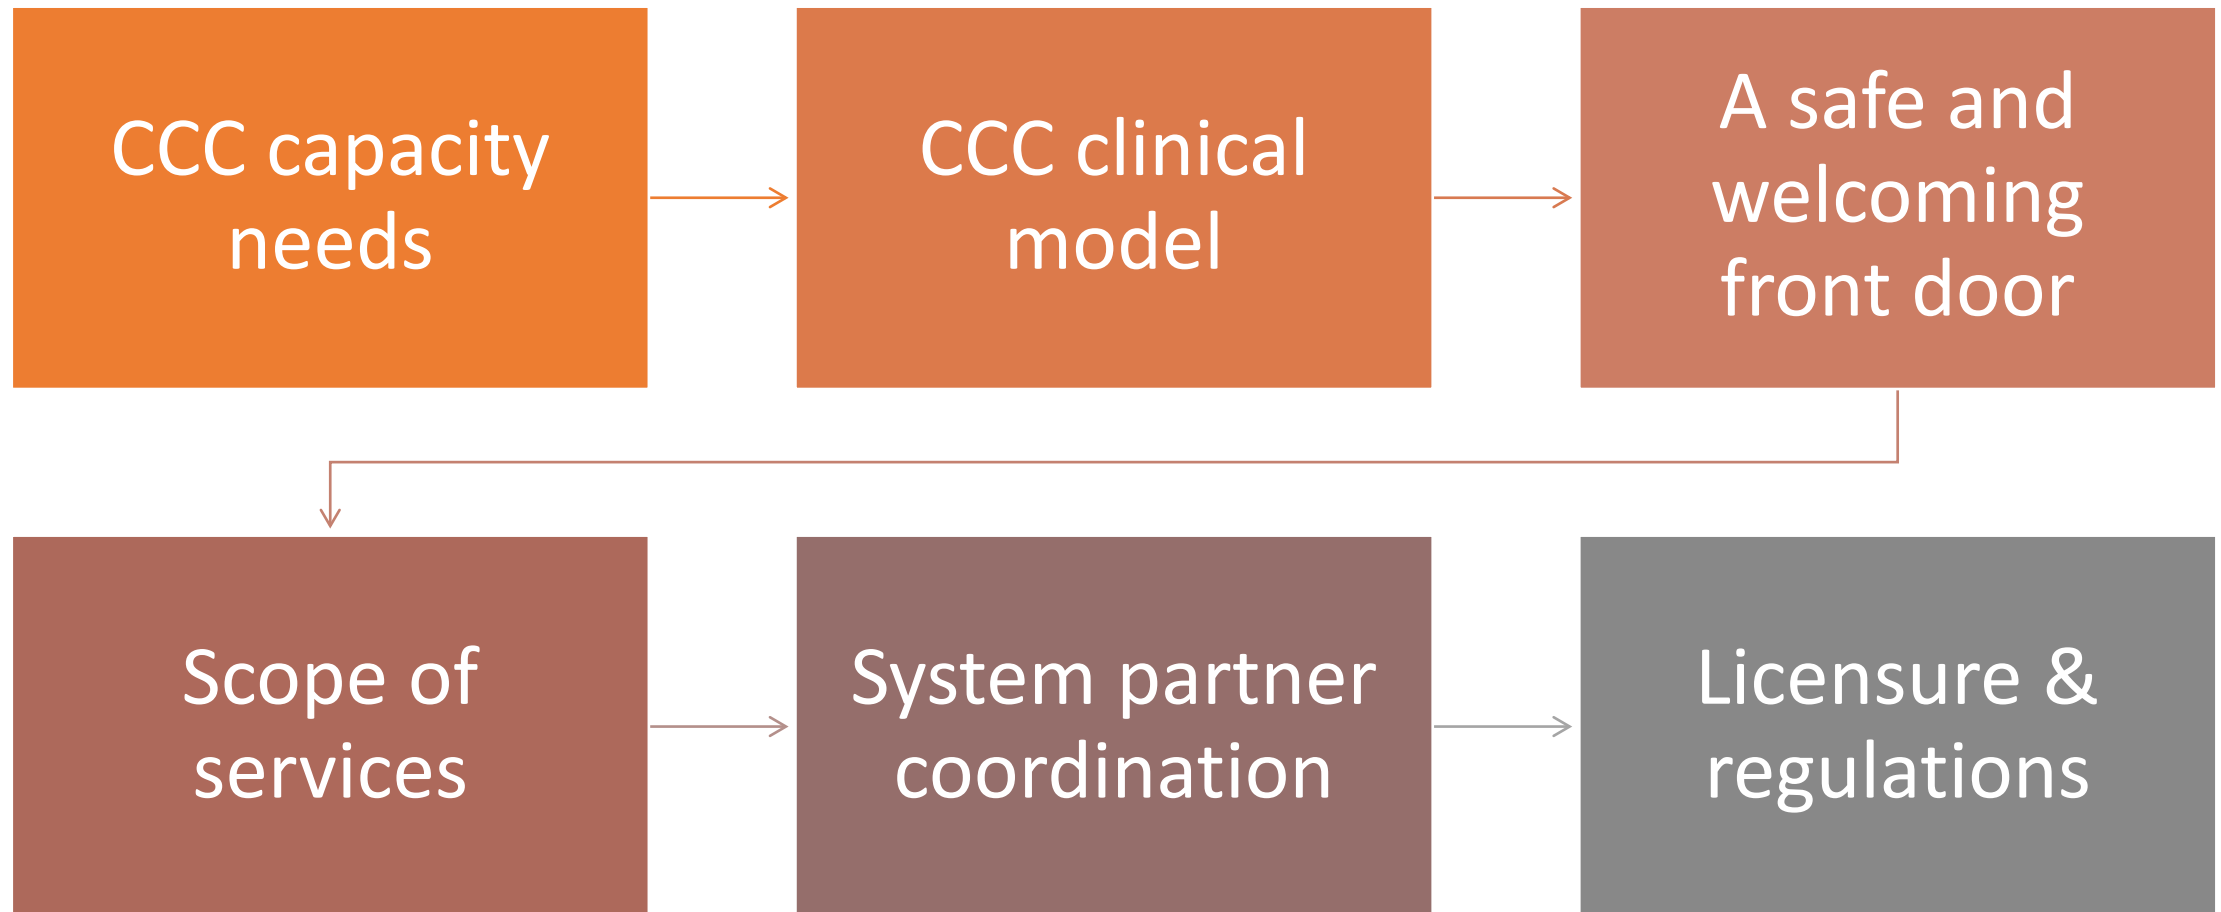 CCC capacity
needs
CCC clinical
model
A safe and
welcoming
front door
Scope of
services
System partner
coordination
Licensure &
regulations